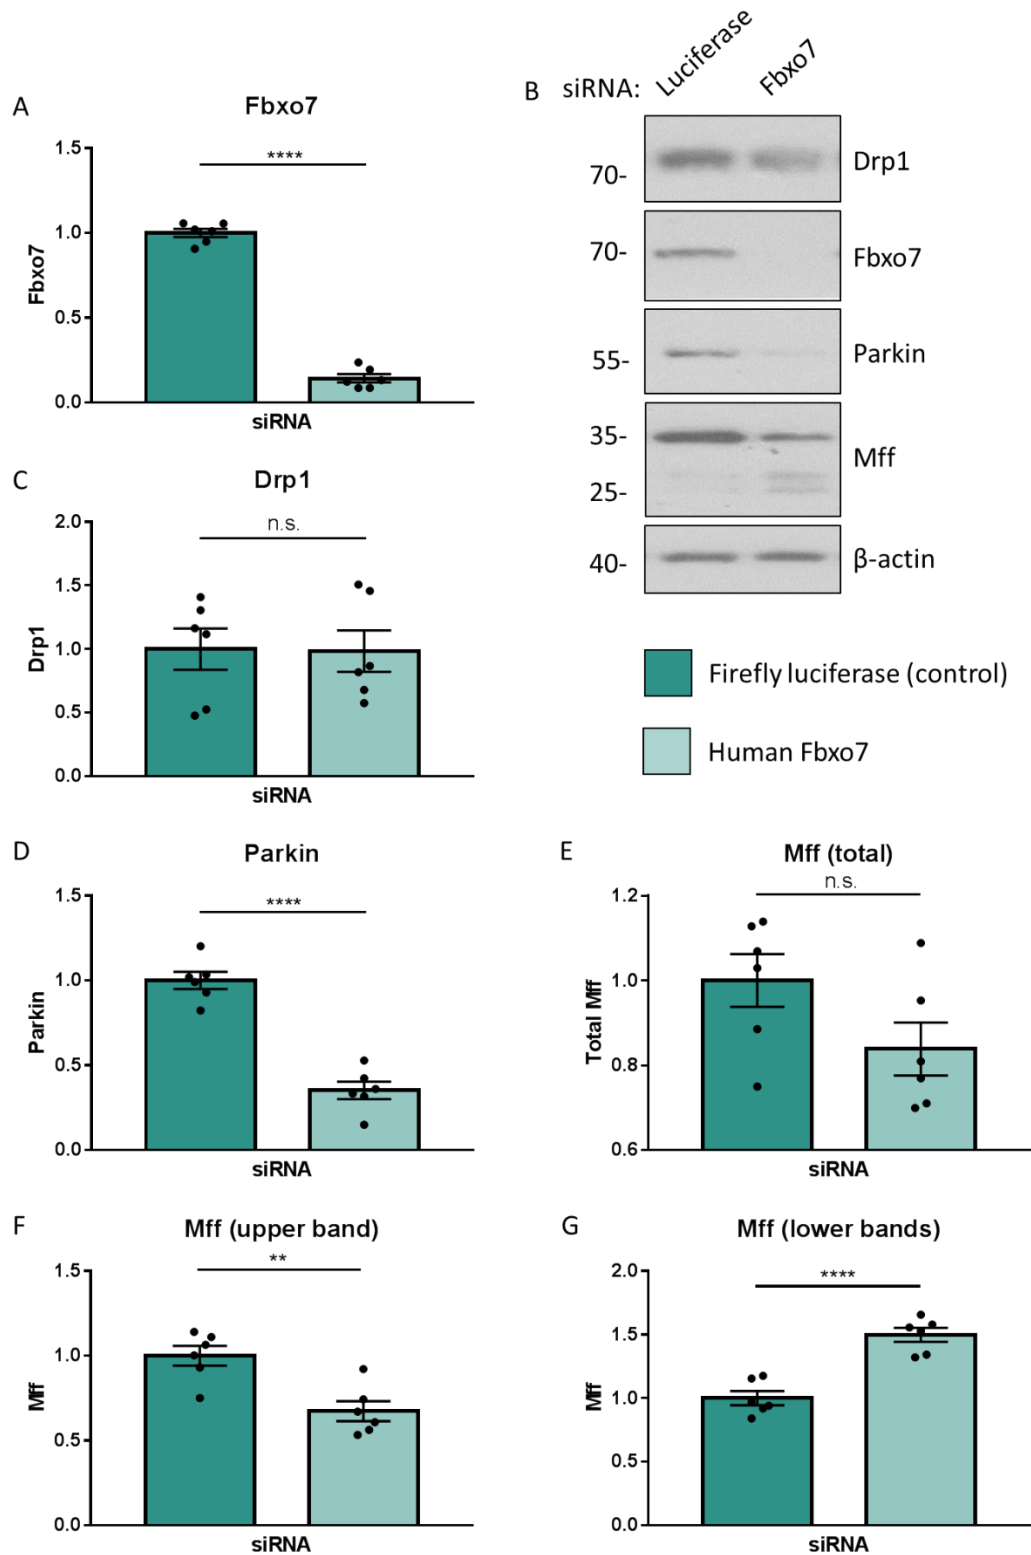 A
Fbxo7
1.5
1.0
0.5
0.0
Fbxo7
****
siRNA
B
siRNA:
Luciferase
Fbxo7
70-
Drp1
70-
Fbxo7
55-
Parkin
35-
25-
Mff
40-
β-actin
C
Drp1
2.0
1.5
1.0
0.5
0.0
Drp1
n.s.
siRNA
Firefly luciferase (control)
Human Fbxo7
D
Parkin
1.5
1.0
0.5
0.0
Parkin
****
siRNA
E
Mff (total)
1.2
1.0
0.8
0.6
Total Mff
n.s.
siRNA
F
Mff (upper band)
1.5
1.0
0.5
0.0
Mff
**
siRNA
G
Mff (lower bands)
2.0
1.5
1.0
0.5
0.0
Mff
****
siRNA